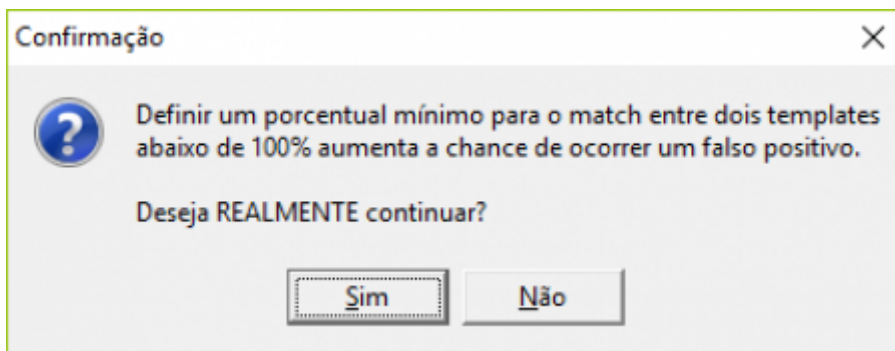 Confirmação
Definir um porcentual mínimo para o match entre dois templates
abaixo de 100% aumenta a chance de ocorrer um falso positivo.
Deseja REALMENTE continuar?
Sim
Não